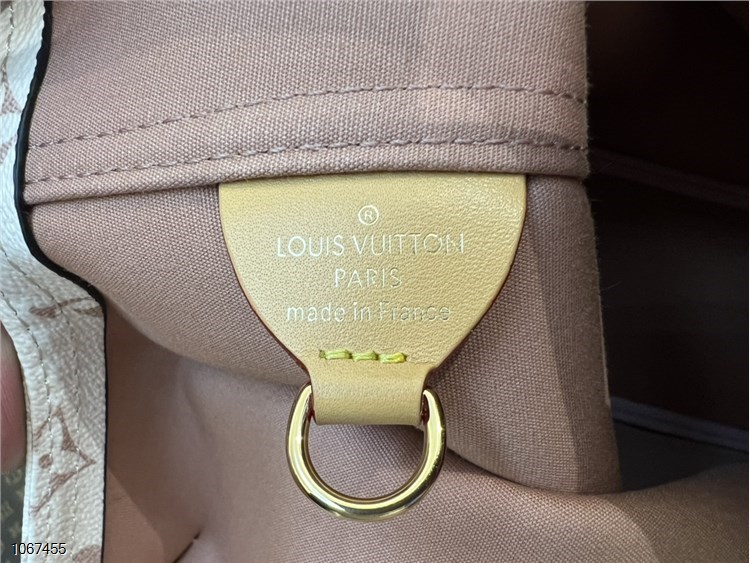 ®
LOUIS VUITTON
PARIS
made in France
1067455